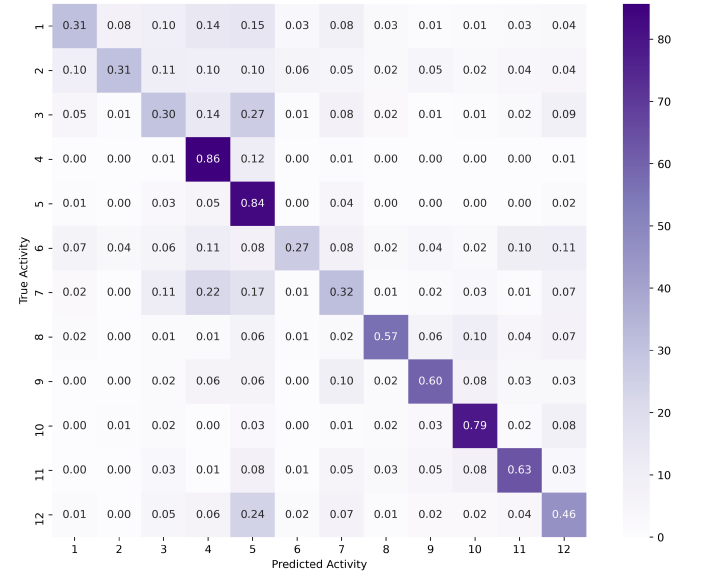 1 0.31 0.08 0.10 0.14 0.15 0.03 0.08 0.03 0.01 0.01 0.03 0.04
2 0.10 0.31 0.11 0.10 0.10 0.06 0.05 0.02 0.05 0.02 0.04 0.04
3 0.05 0.01 0.30 0.14 0.27 0.01 0.08 0.02 0.01 0.01 0.02 0.09
4 0.00 0.00 0.01 0.86 0.12 0.00 0.01 0.00 0.00 0.00 0.00 0.01
5 0.01 0.00 0.03 0.05 0.84 0.00 0.04 0.00 0.00 0.00 0.00 0.02
6 0.07 0.04 0.06 0.11 0.08 0.27 0.08 0.02 0.04 0.02 0.10 0.11
7 0.02 0.00 0.11 0.22 0.17 0.01 0.32 0.01 0.02 0.03 0.01 0.07
8 0.02 0.00 0.01 0.01 0.06 0.01 0.02 0.57 0.06 0.10 0.04 0.07
9 0.00 0.00 0.02 0.06 0.06 0.00 0.10 0.02 0.60 0.08 0.03 0.03
10 0.00 0.01 0.02 0.00 0.03 0.00 0.01 0.02 0.03 0.79 0.02 0.08
11 0.00 0.00 0.03 0.01 0.08 0.01 0.05 0.03 0.05 0.08 0.63 0.03
12 0.01 0.00 0.05 0.06 0.24 0.02 0.07 0.01 0.02 0.02 0.04 0.46
1 2 3 4 5 6 7 8 9 10 11 12
Predicted Activity
True Activity
80
70
60
50
40
30
20
10
0